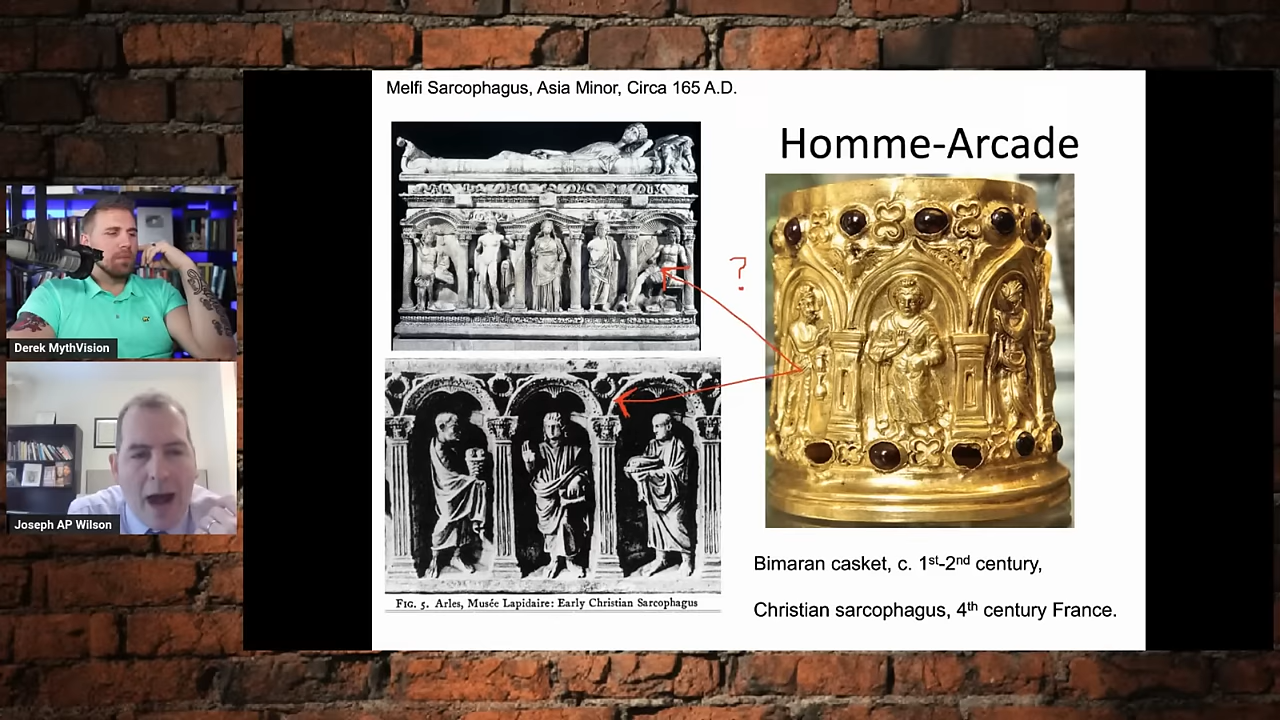 Melfi Sarcophagus, Asia Minor, Circa 165 A.D.
Homme-Arcade
?
Derek MythVision
Joseph AP Wilson
FIG. 5. Arles, Musée Lapidaire: Early Christian Sarcophagus
Bimaran casket, c. 1st-2nd century,
Christian sarcophagus, 4th century France.